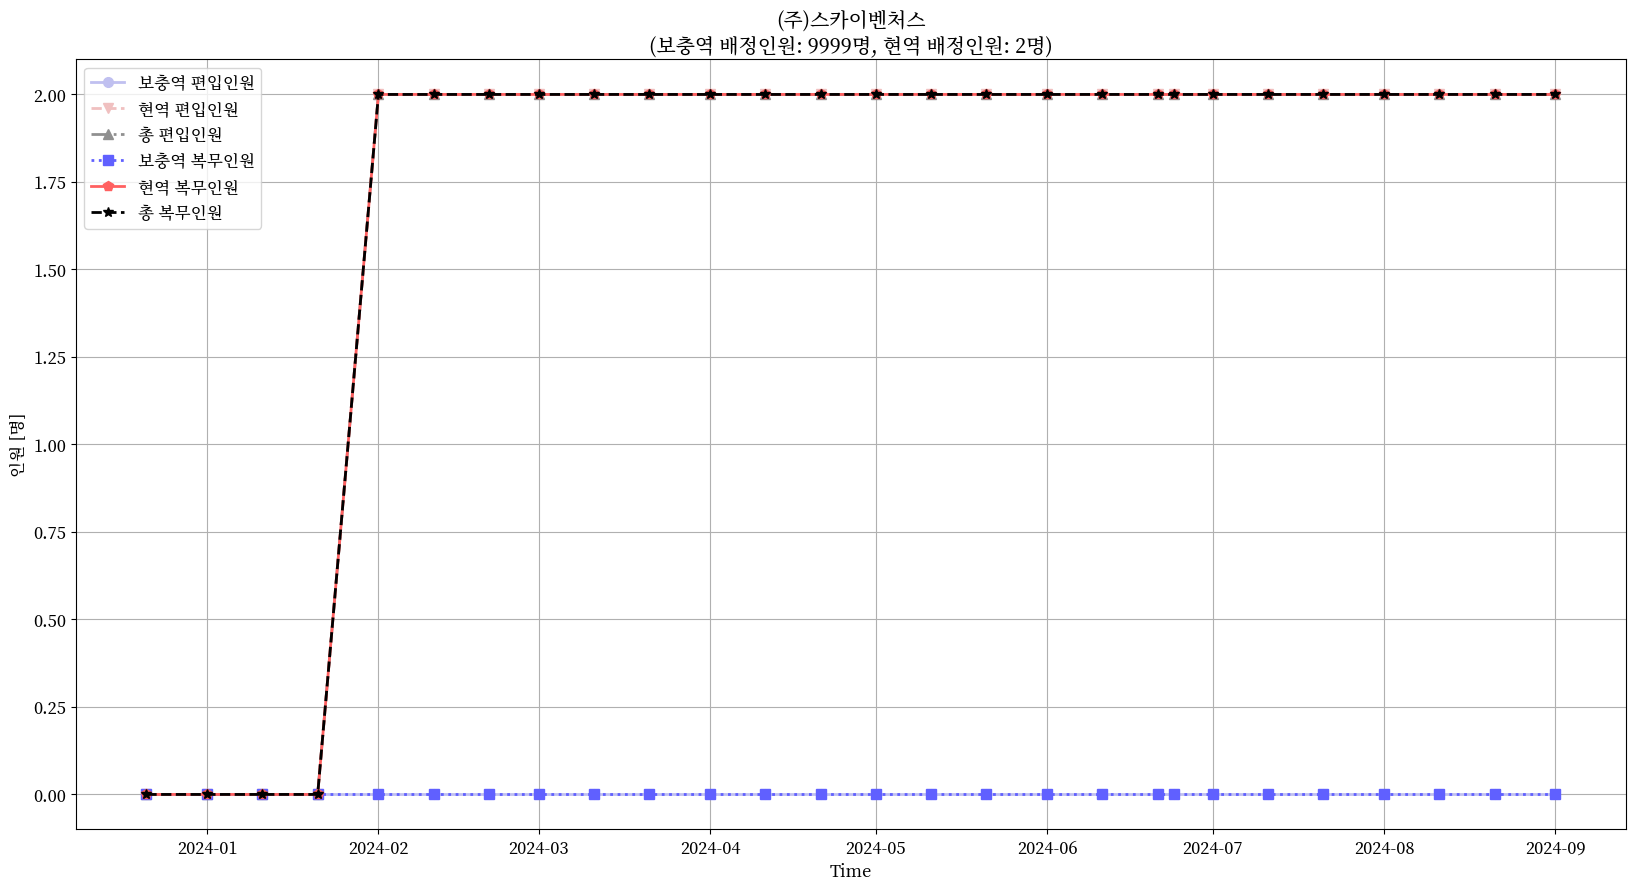 (주)스카이벤처스
(보충역 배정인원: 9999명, 현역 배정인원: 2명)
보충역 편입인원
현역 편입인원
총 편입인원
보충역 복무인원
현역 복무인원
총 복무인원
2.00
1.75
1.50
1.25
1.00
0.75
0.50
0.25
0.00
인원 [명]
2024-01
2024-02
2024-03
2024-04
2024-05
2024-06
2024-07
2024-08
2024-09
Time